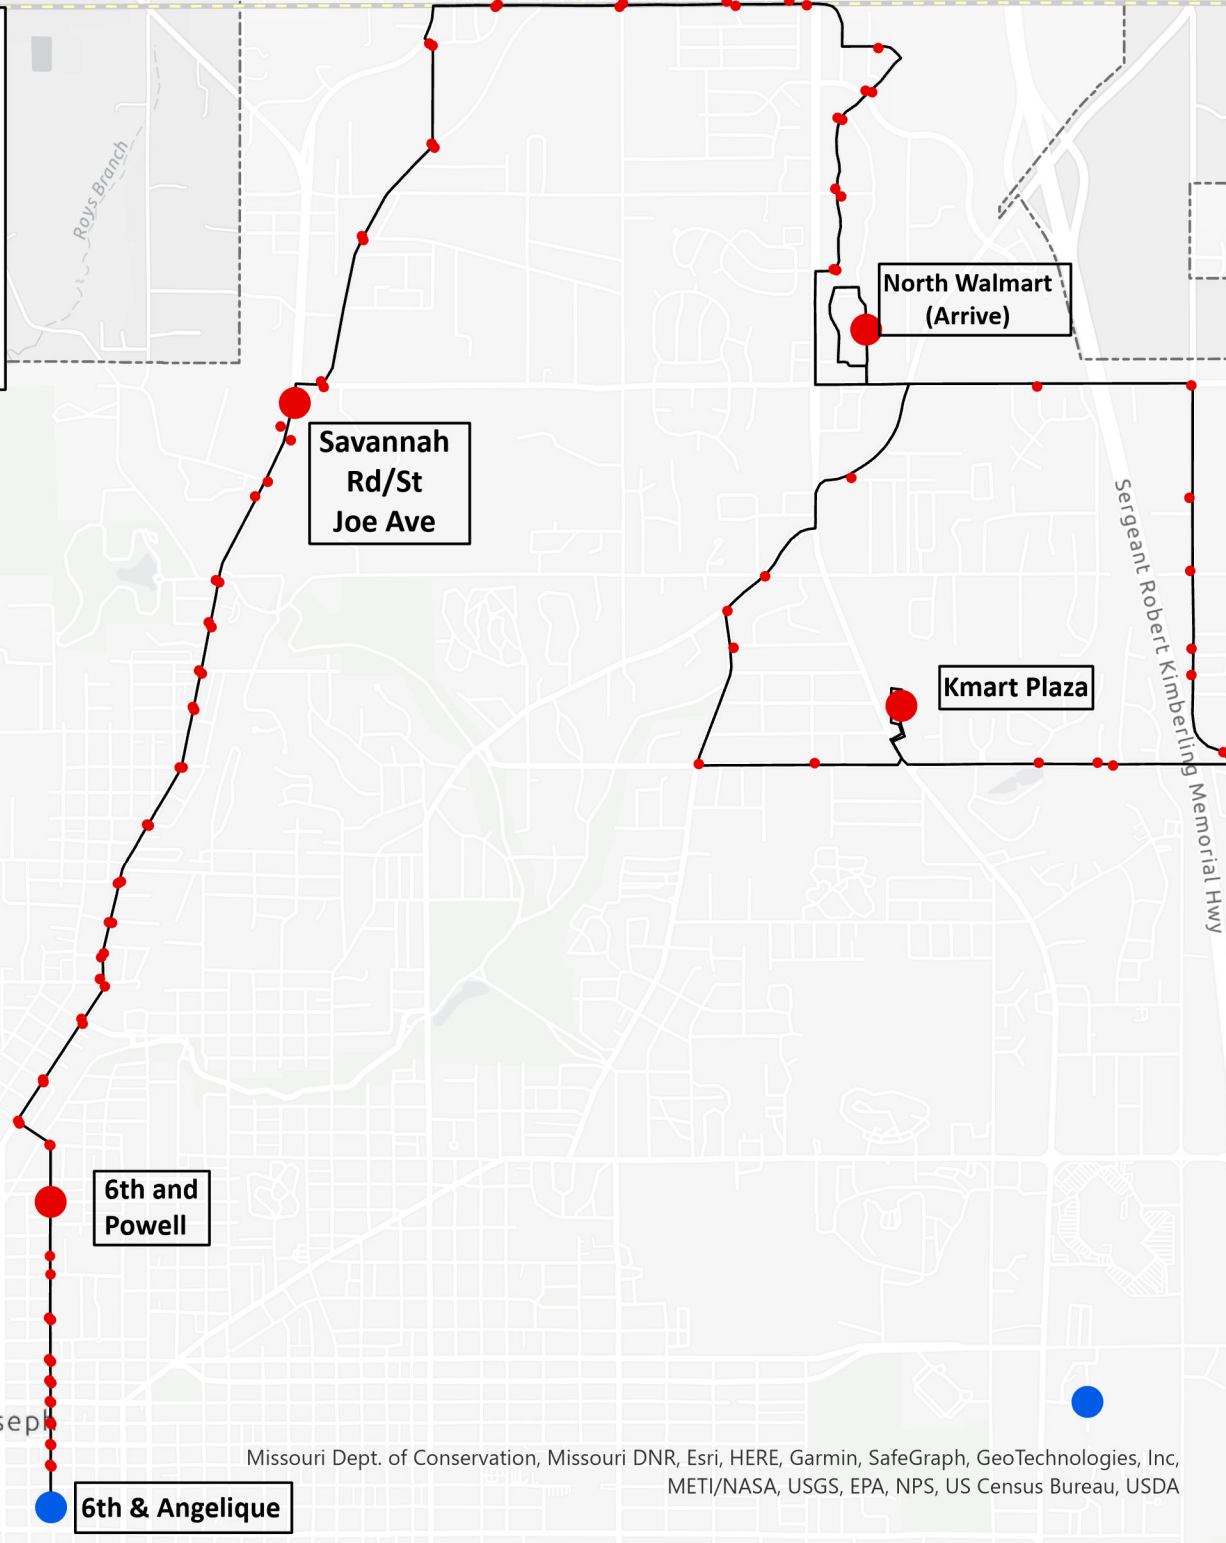 Roys Branch
North Walmart
(Arrive)
Savannah
Rd/St
Joe Ave
Sergeant Robert Kimberling Memorial Hwy
Kmart Plaza
6th and
Powell
seph
Missouri Dept. of Conservation, Missouri DNR, Esri, HERE, Garmin, SafeGraph, GeoTechnologies, Inc,
METI/NASA, USGS, EPA, NPS, US Census Bureau, USDA
6th & Angelique